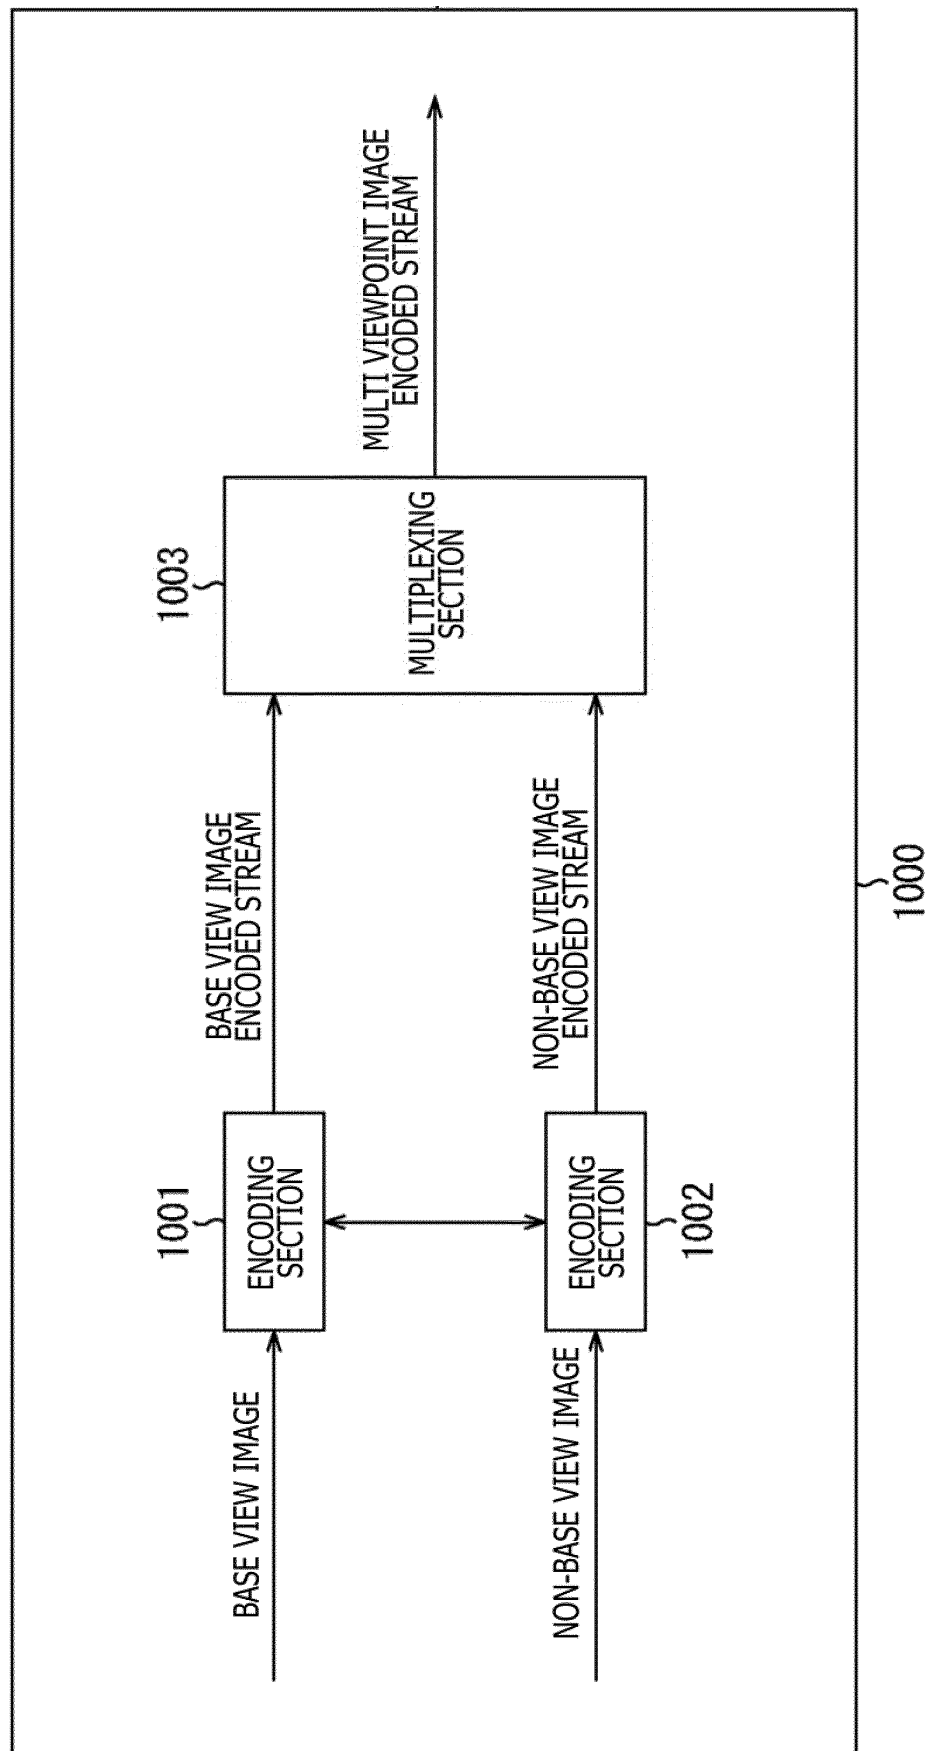 BASE VIEW IMAGE
1001
ENCODING
SECTION
BASE VIEW IMAGE
ENCODED STREAM
1003
MULTIPLEXING
SECTION
MULTI VIEWPOINT IMAGE
ENCODED STREAM
NON-BASE VIEW IMAGE
ENCODING
SECTION
1002
NON-BASE VIEW IMAGE
ENCODED STREAM
1000